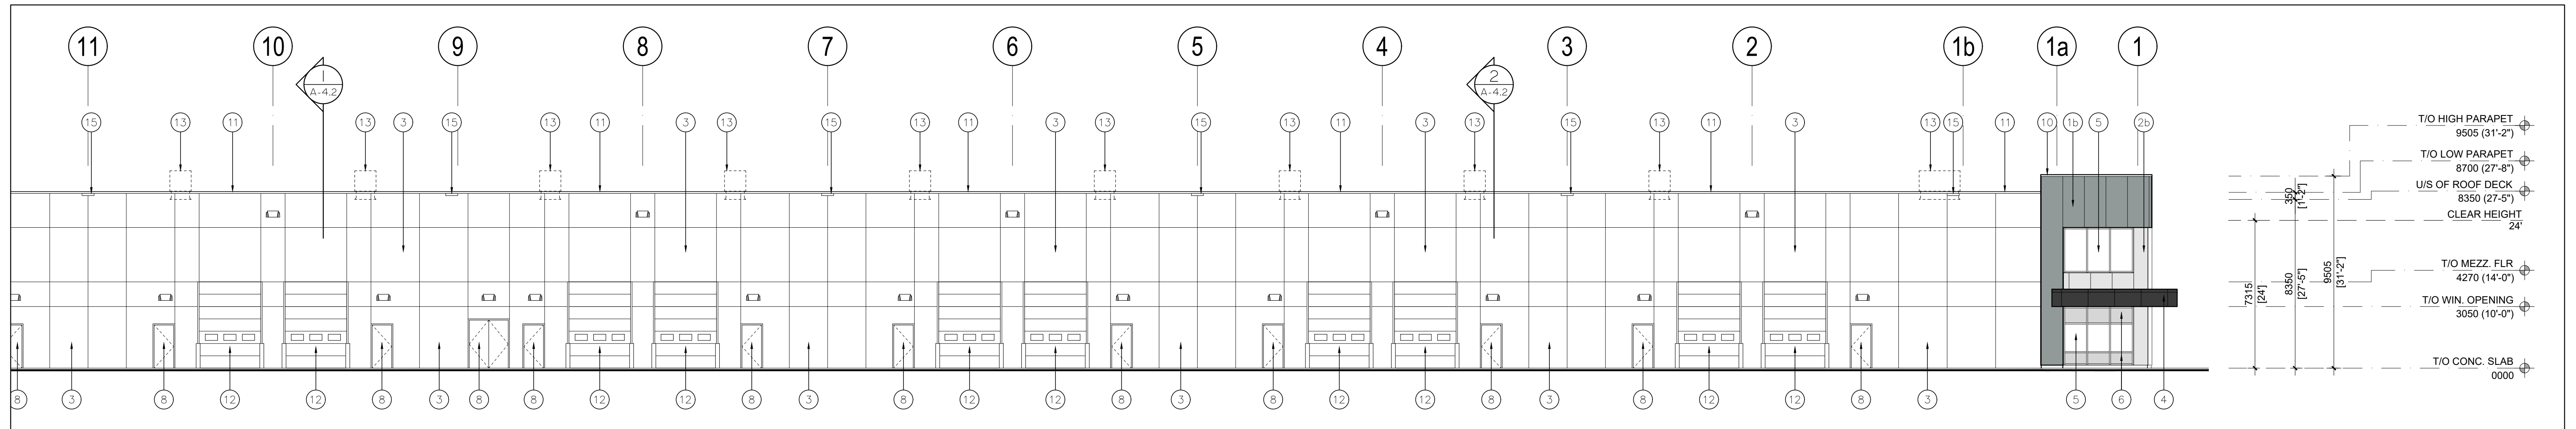 11 10 9 8 7 6 5 4 3 2 1b 1a 1
1
A-4.2
2
A-4.2
15 13 11 13 3 15 13 11 3 13 15 13 11 3 13 15 13 11 3 13 15 13 11 3 13 15 11 10 1b 5 2b
T/O HIGH PARAPET
9505 (31'-2")
T/O LOW PARAPET
8700 (27'-8")
U/S OF ROOF DECK
8350 (27-5")
CLEAR HEIGHT
24'
T/O MEZZ. FLR
4270 (14'-0")
T/O WIN. OPENING
3050 (10'-0")
T/O CONC. SLAB
0000
350
[1'-2"]
7315
[24']
8350
[27'-5"]
9505
[31'-2"]
8 3 8 12 12 8 3 8 8 12 12 8 3 8 12 12 8 3 8 12 12 8 3 8 12 12 8 3 5 6 4